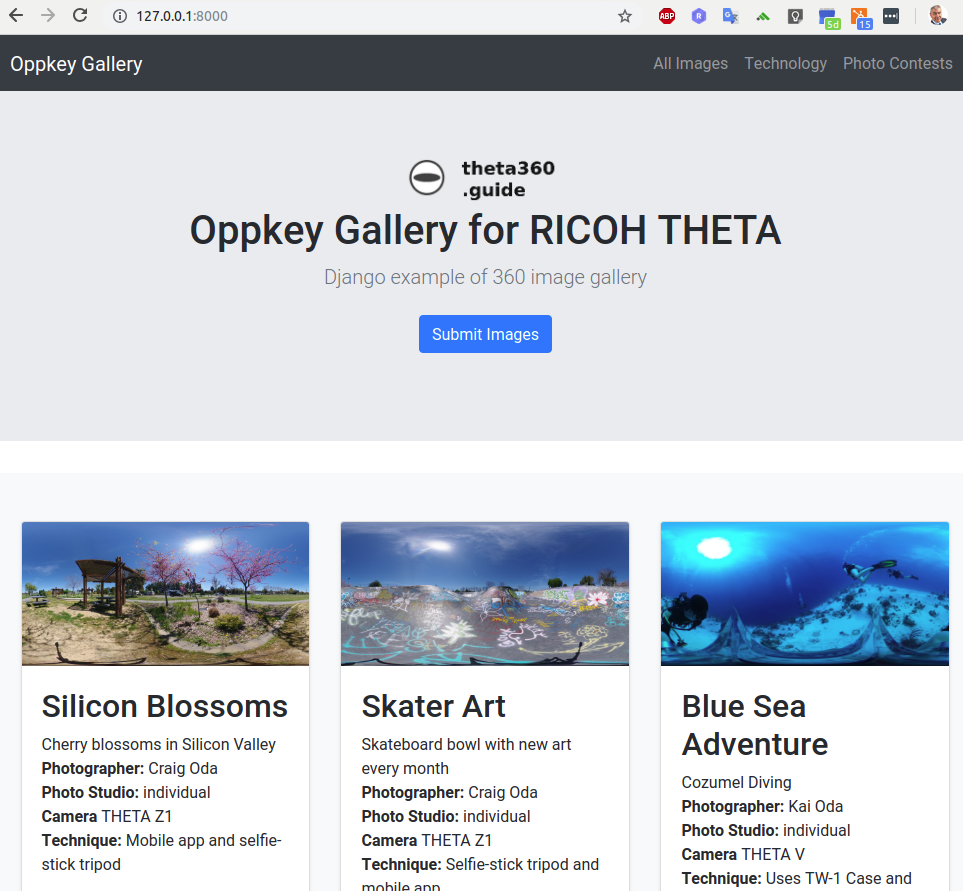 127.0.0.1:8000
ABP
R
G
5d
15
Oppkey Gallery
All Images Technology Photo Contests
theta360
.guide
Oppkey Gallery for RICOH THETA
Django example of 360 image gallery
Submit Images
Silicon Blossoms
Cherry blossoms in Silicon Valley
Photographer: Craig Oda
Photo Studio: individual
Camera THETA Z1
Technique: Mobile app and selfie-
stick tripod
Skater Art
Skateboard bowl with new art
every month
Photographer: Craig Oda
Photo Studio: individual
Camera THETA Z1
Technique: Selfie-stick tripod and
mobile app
Blue Sea
Adventure
Cozumel Diving
Photographer: Kai Oda
Photo Studio: individual
Camera THETA V
Technique: Uses TW-1 Case and